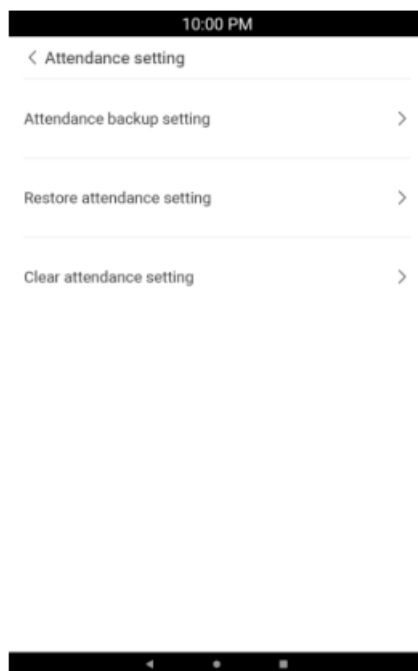 10:00 PM
Attendance setting
Attendance backup setting
Restore attendance setting
Clear attendance setting